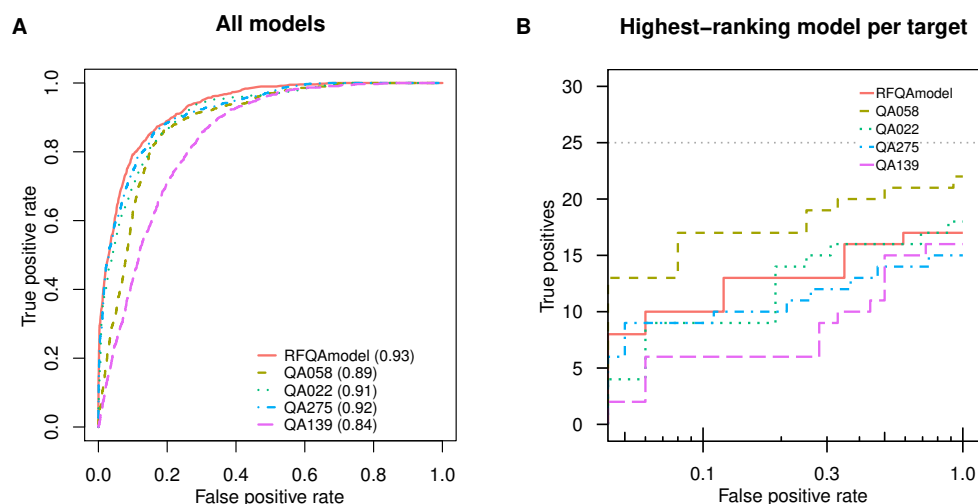 A
All models
True positive rate
0.0
0.2
0.4
0.6
0.8
1.0
RFQAmodel (0.93)
QA058 (0.89)
QA022 (0.91)
QA275 (0.92)
QA139 (0.84)
0.0 0.2 0.4 0.6 0.8 1.0
False positive rate
B
Highest−ranking model per target
True positives
0
5
10
15
20
25
30
RFQAmodel
QA058
QA022
QA275
QA139
0.1 0.3 1.0
False positive rate